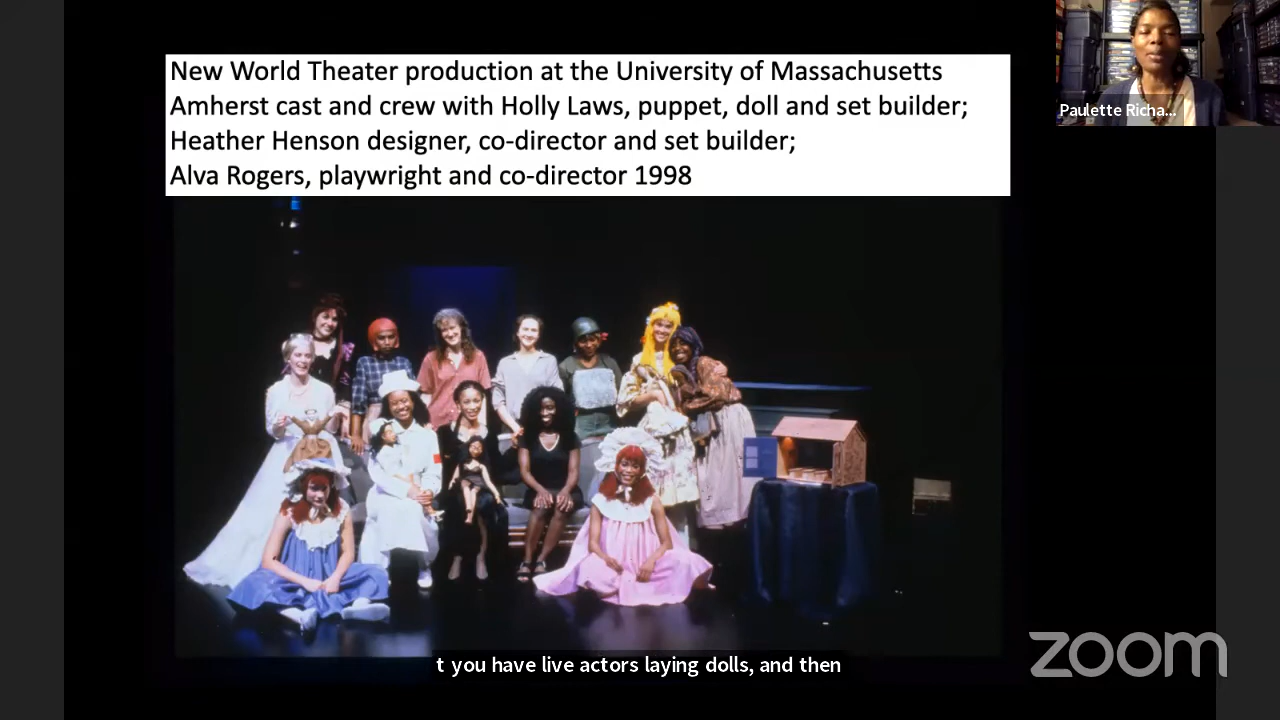 New World Theater production at the University of Massachusetts
Amherst cast and crew with Holly Laws, puppet, doll and set builder;
Heather Henson designer, co-director and set builder;
Alva Rogers, playwright and co-director 1998
Paulette Richa...
t you have live actors laying dolls, and then
zoom